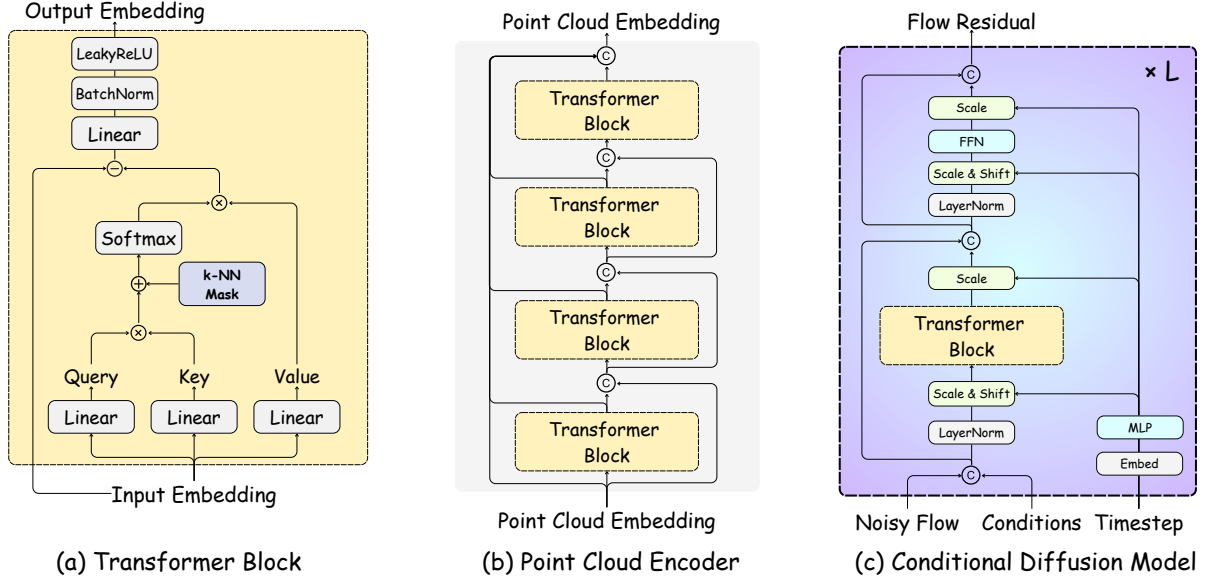 Output Embedding
LeakyReLU
BatchNorm
Linear
−
×
Softmax
+
k-NN
Mask
×
Query
Key
Value
Linear
Linear
Linear
Input Embedding
(a) Transformer Block
Point Cloud Embedding
C
Transformer
Block
C
Transformer
Block
C
Transformer
Block
C
Transformer
Block
Point Cloud Embedding
(b) Point Cloud Encoder
Flow Residual
× L
C
Scale
FFN
Scale & Shift
LayerNorm
C
Scale
Transformer
Block
Scale & Shift
LayerNorm
MLP
Embed
C
Noisy Flow
Conditions
Timestep
(c) Conditional Diffusion Model